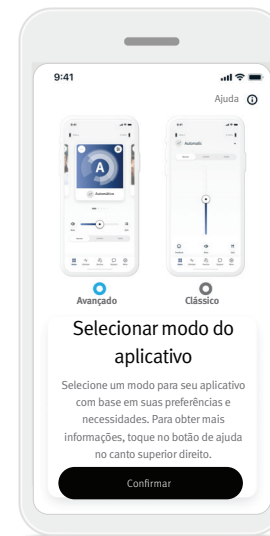 9:41
Ajuda
A
Automático
Automatic
Avançado
Clássico
Selecionar modo do
aplicativo
Selecione um modo para seu aplicativo
com base em suas preferências e
necessidades. Para obter mais
informações, toque no botão de ajuda
no canto superior direito.
Confirmar